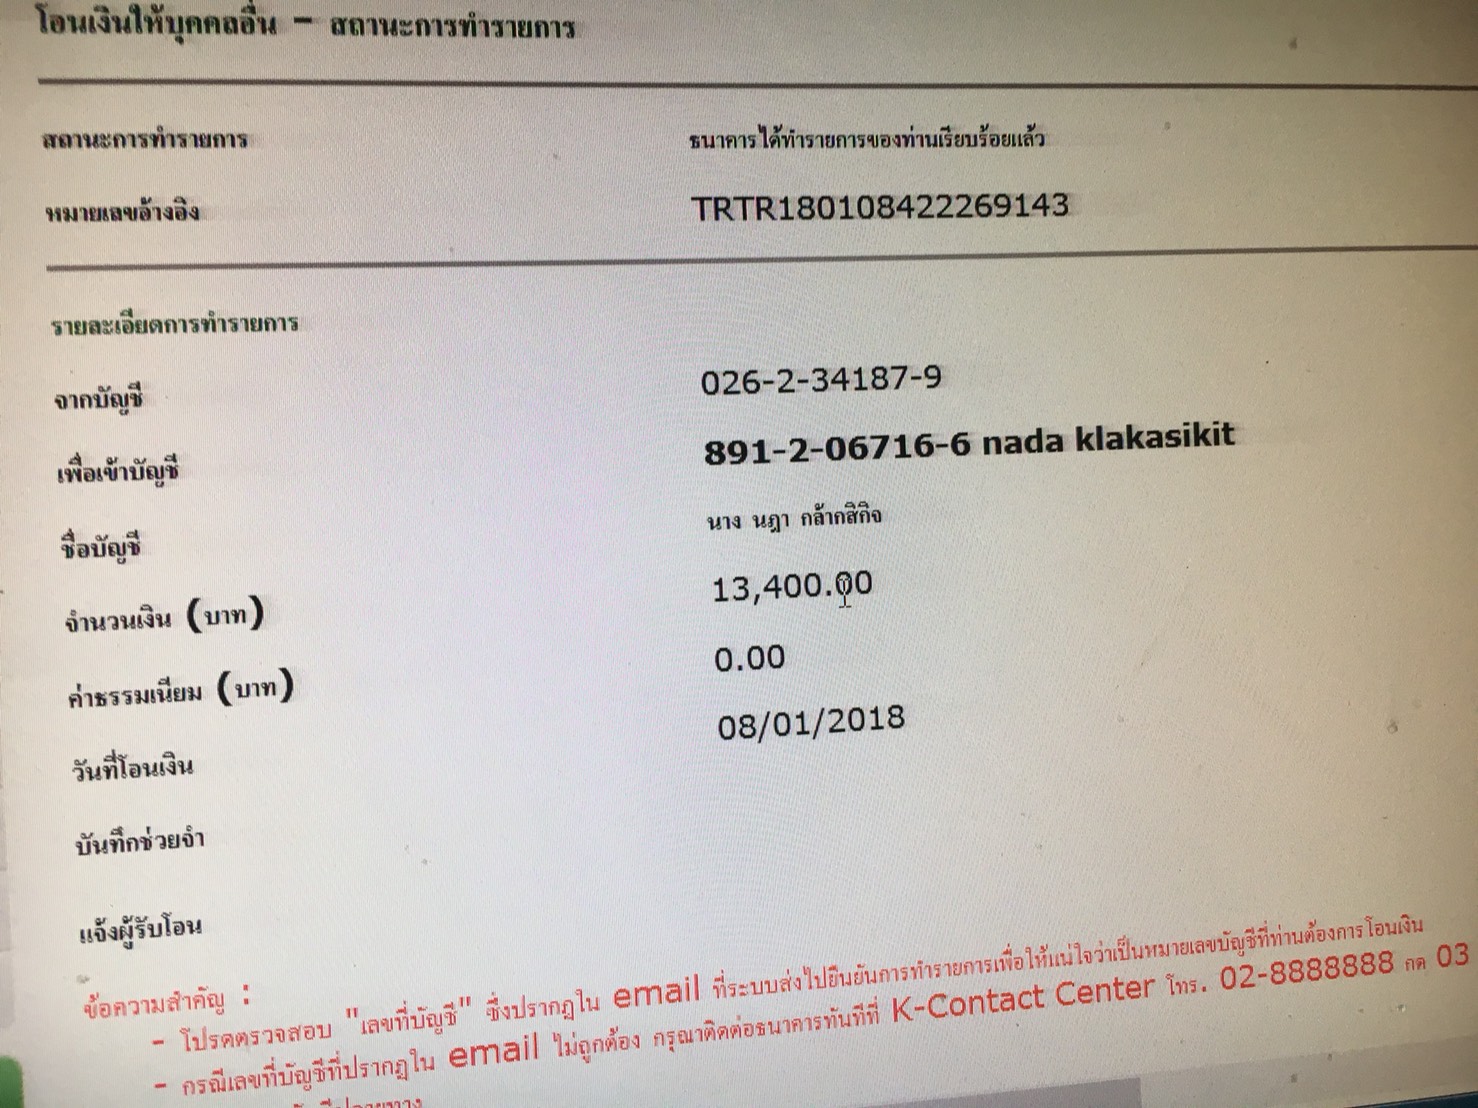 โอนเงินให้บุคคลอื่น - สถานะการทำรายการ
สถานะการทำรายการ ธนาคารได้ทำรายการของท่านเรียบร้อยแล้ว
หมายเลขอ้างอิง TRTR180108422269143
รายละเอียดการทำรายการ
จากบัญชี 026-2-34187-9
เพื่อเข้าบัญชี 891-2-06716-6 nada klakasikit
ชื่อบัญชี นาง นฎา กล้ากสิกิจ
จำนวนเงิน (บาท) 13,400.00
ค่าธรรมเนียม (บาท) 0.00
วันที่โอนเงิน 08/01/2018
บันทึกช่วยจำ
แจ้งผู้รับโอน
ข้อความสำคัญ :
- โปรดตรวจสอบ "เลขที่บัญชี" ซึ่งปรากฏใน email ที่ระบบส่งไปยืนยันการทำรายการเพื่อให้แน่ใจว่าเป็นหมายเลขบัญชีที่ท่านต้องการโอนเงิน
- กรณีเลขที่บัญชีที่ปรากฏใน email ไม่ถูกต้อง กรุณาติดต่อธนาคารทันทีที่ K-Contact Center โทร. 02-8888888 กด 03